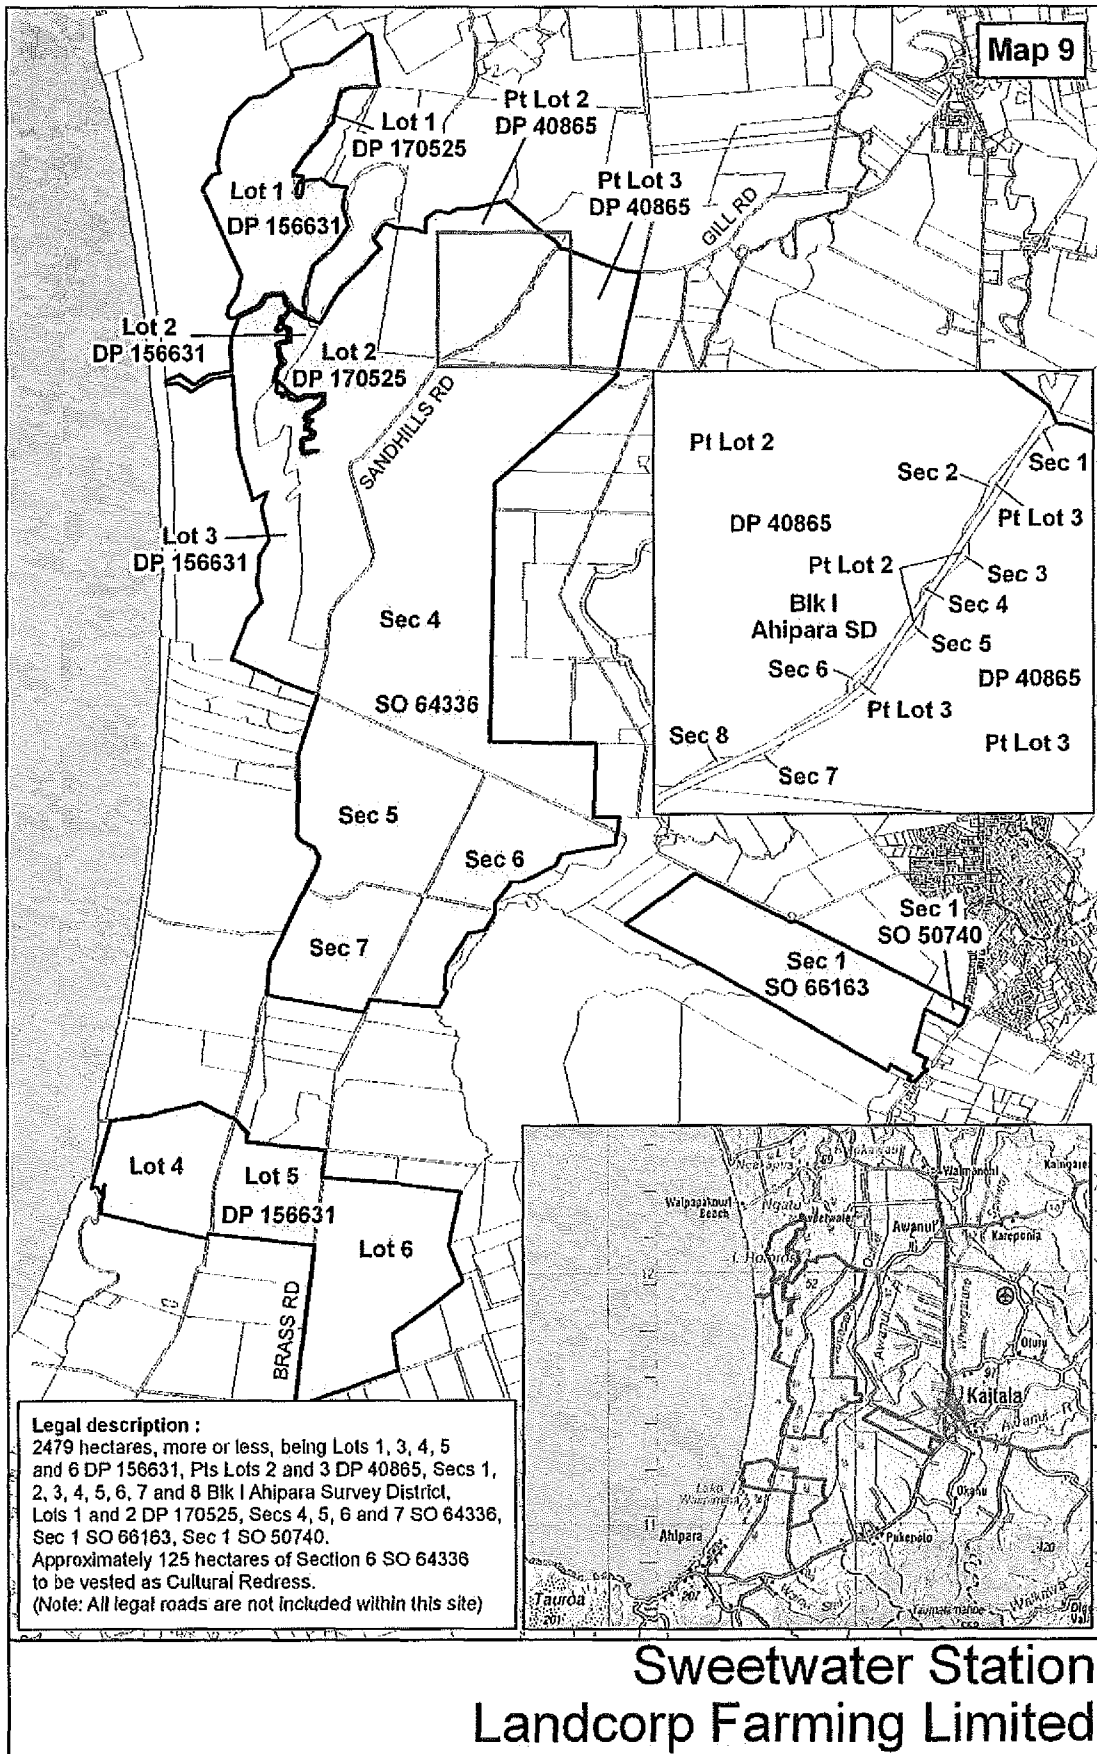 Map 9
Pt Lot 2
DP 40865
Lot 1
DP 170525
Pt Lot 3
DP 40865
Lot 1
DP 156631
GILL RD
Lot 2
DP 156631
Lot 2
DP 170525
SANDHILLS RD
Lot 3
DP 156631
Sec 4
SO 64336
Pt Lot 2
Sec 1
Sec 2
Pt Lot 3
DP 40865
Pt Lot 2
Sec 3
Blk I
Ahipara SD
Sec 4
Sec 5
Sec 6
DP 40865
Pt Lot 3
Pt Lot 3
Sec 8
Sec 7
Sec 5
Sec 6
Sec 7
Sec 1
SO 50740
Sec 1
SO 66163
Lot 4
Lot 5
DP 156631
Lot 6
BRASS RD
Waimanoni
Waipapakauri
Beach
Ngatu
Sweetwater
Awanui
Kareponia
Oturu
Kaitaia
Okahu
Pukepoto
Ahipara
Tauroa
201
Legal description :
2479 hectares, more or less, being Lots 1, 3, 4, 5
and 6 DP 156631, Pts Lots 2 and 3 DP 40865, Secs 1,
2, 3, 4, 5, 6, 7 and 8 Blk I Ahipara Survey District,
Lots 1 and 2 DP 170525, Secs 4, 5, 6 and 7 SO 64336,
Sec 1 SO 66163, Sec 1 SO 50740.
Approximately 125 hectares of Section 6 SO 64336
to be vested as Cultural Redress.
(Note: All legal roads are not included within this site)
Sweetwater Station
Landcorp Farming Limited